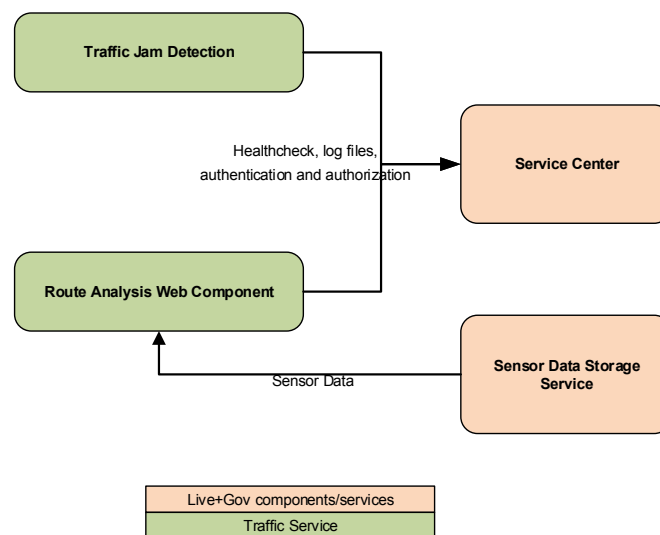 Traffic Jam Detection
Healthcheck, log files,
authentication and authorization
Service Center
Route Analysis Web Component
Sensor Data
Sensor Data Storage
Service
Live+Gov components/services
Traffic Service